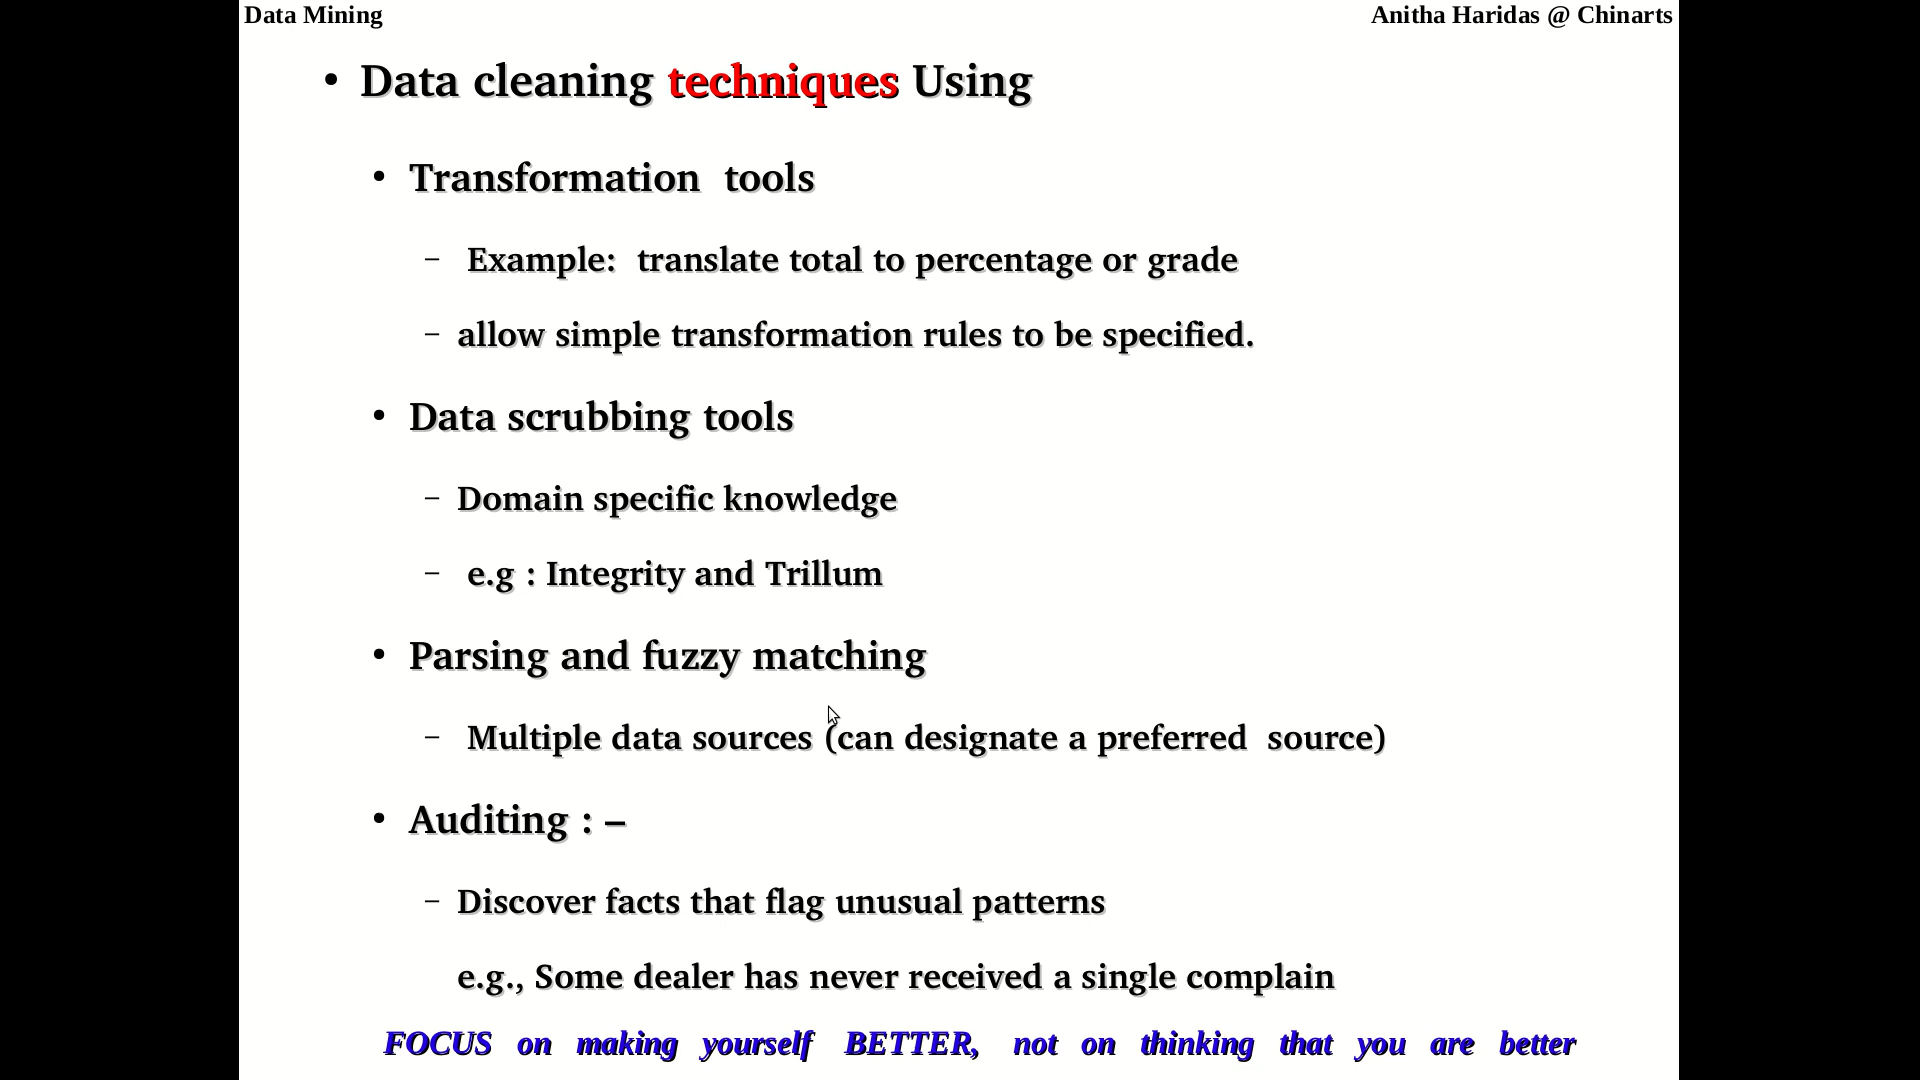 Data Mining
Anitha Haridas @ Chinarts
• Data cleaning techniques Using
• Transformation tools
– Example: translate total to percentage or grade
– allow simple transformation rules to be specified.
• Data scrubbing tools
– Domain specific knowledge
– e.g : Integrity and Trillum
• Parsing and fuzzy matching
– Multiple data sources (can designate a preferred source)
• Auditing : –
– Discover facts that flag unusual patterns
e.g., Some dealer has never received a single complain
FOCUS on making yourself BETTER, not on thinking that you are better